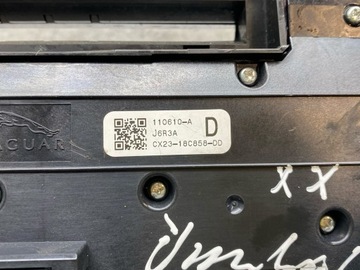 110610-A
J6R3A
D
CX23-18C858-DD
JAGUAR
X X